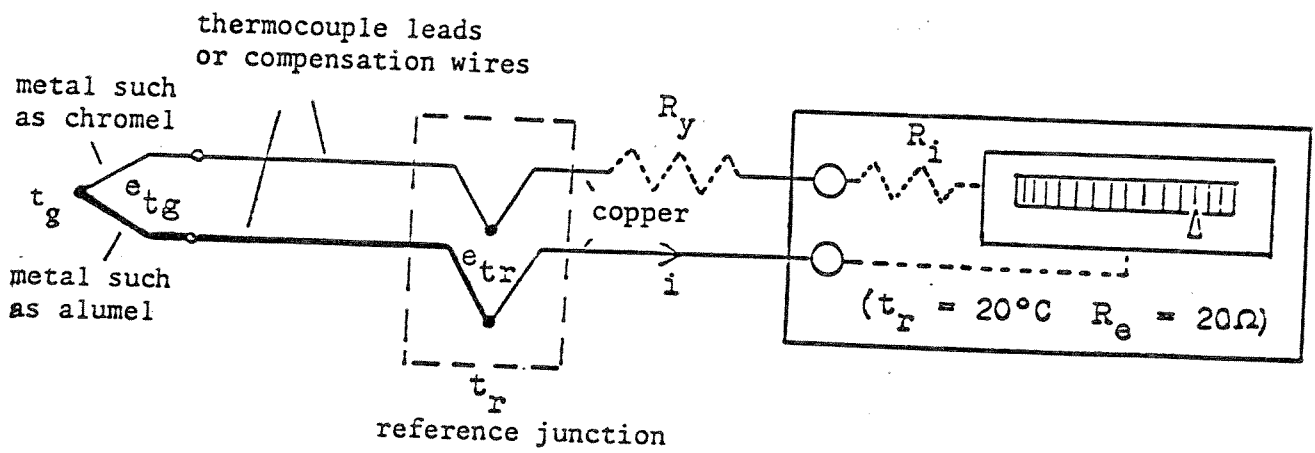 thermocouple leads
or compensation wires
metal such
as chromel
R_y
R_i
t_g
e_tg
copper
e_tr
i
metal such
as alumel
(t_r = 20°C R_e = 20Ω)
t_r
reference junction